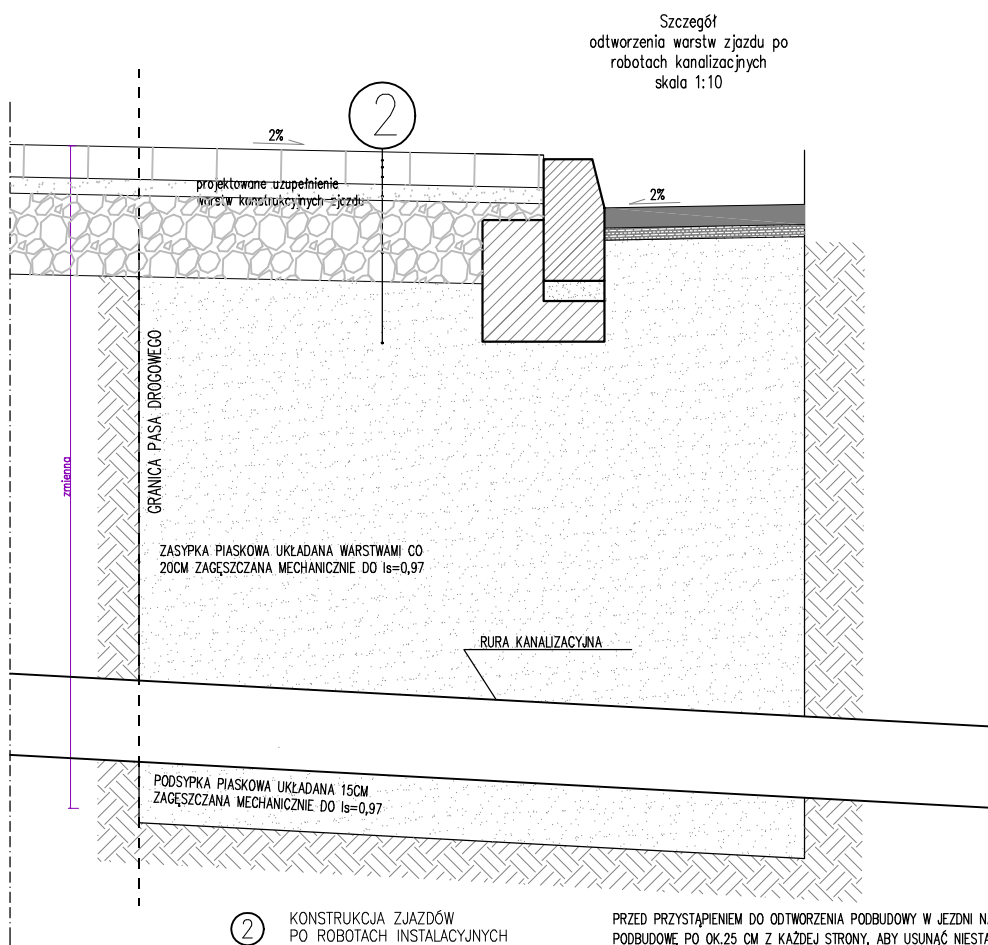 Szczegół
odtworzenia warstw zjazdu po
robotach kanalizacjnych
skala 1:10
2
2%
projektowane uzupełnienie
warstw konstrukcyjnych zjazdu
2%
GRANICA PASA DROGOWEGO
zmienna
ZASYPKA PIASKOWA UKŁADANA WARSTWAMI CO
20CM ZAGĘSZCZANA MECHANICZNIE DO Is=0,97
RURA KANALIZACYJNA
PODSYPKA PIASKOWA UKŁADANA 15CM
ZAGĘSZCZANA MECHANICZNIE DO Is=0,97
2 KONSTRUKCJA ZJAZDÓW
PO ROBOTACH INSTALACYJNYCH
PRZED PRZYSTĄPIENIEM DO ODTWORZENIA PODBUDOWY W JEZDNI
PODBUDOWĘ PO OK.25 CM Z KAŻDEJ STRONY, ABY USUNĄĆ